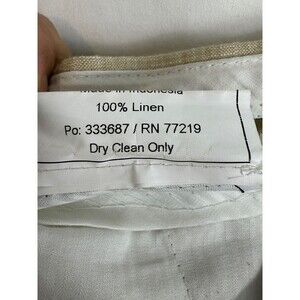 Made in Indonesia
100% Linen
Po: 333687 / RN 77219
Dry Clean Only